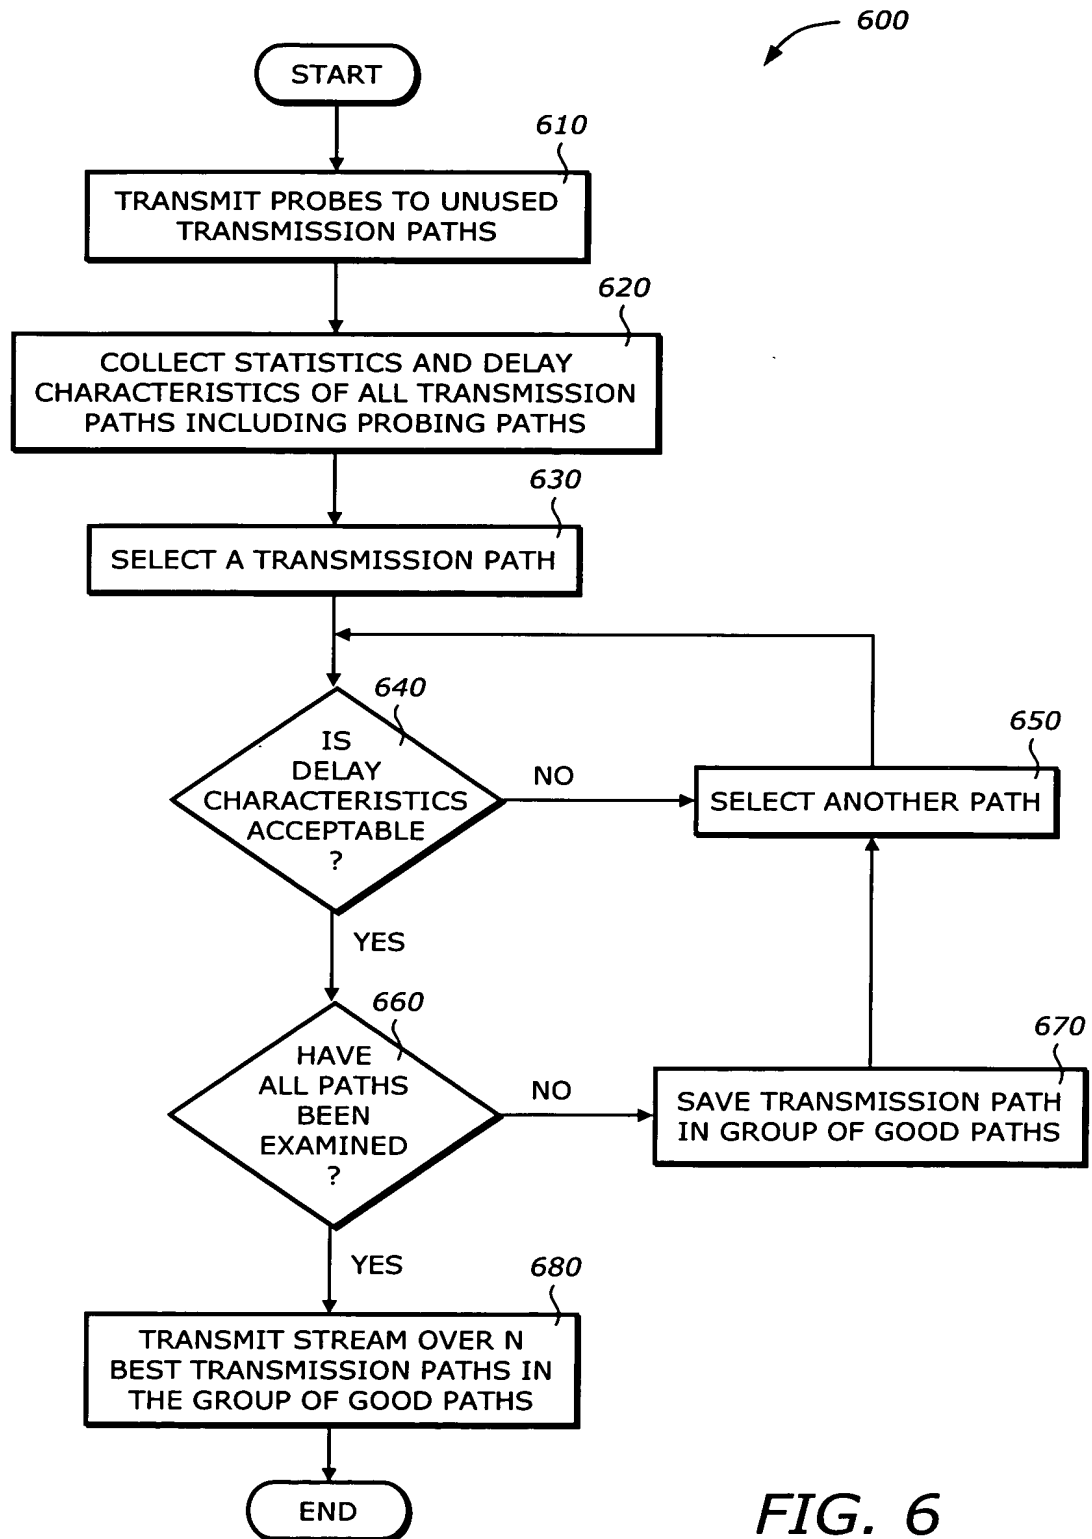 600
START
610
TRANSMIT PROBES TO UNUSED
TRANSMISSION PATHS
620
COLLECT STATISTICS AND DELAY
CHARACTERISTICS OF ALL TRANSMISSION
PATHS INCLUDING PROBING PATHS
630
SELECT A TRANSMISSION PATH
640
IS
DELAY
CHARACTERISTICS
ACCEPTABLE
?
NO
650
SELECT ANOTHER PATH
YES
660
HAVE
ALL PATHS
BEEN
EXAMINED
?
NO
670
SAVE TRANSMISSION PATH
IN GROUP OF GOOD PATHS
YES
680
TRANSMIT STREAM OVER N
BEST TRANSMISSION PATHS IN
THE GROUP OF GOOD PATHS
END
FIG. 6